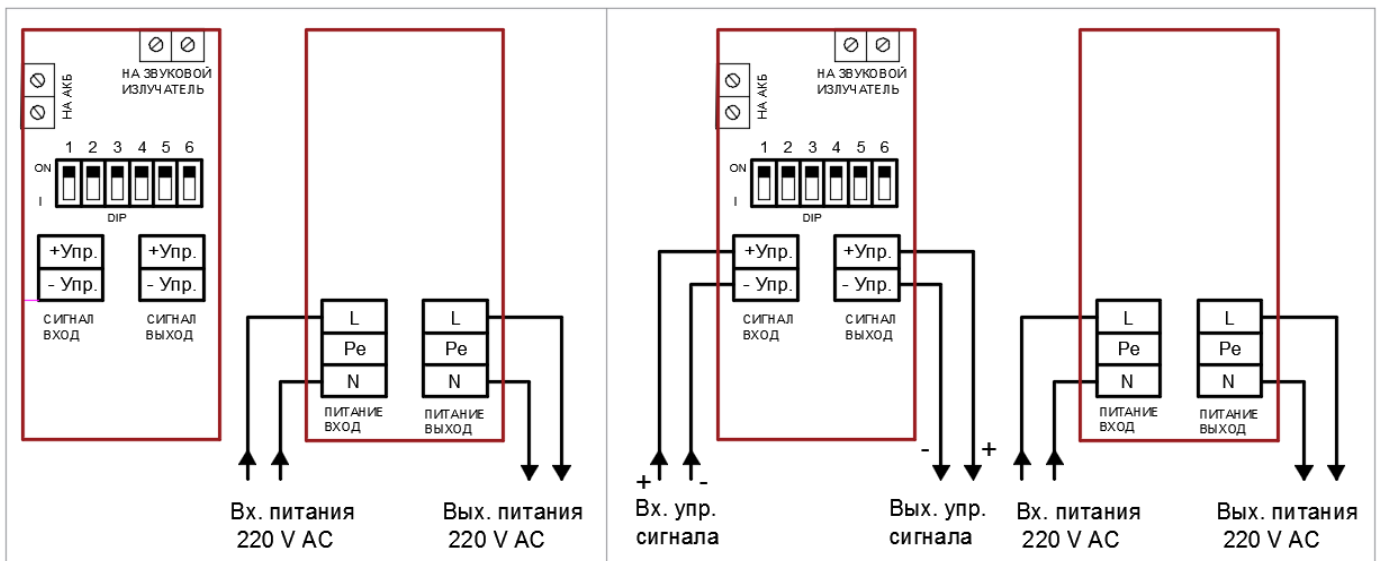 НА ЗВУКОВОЙ
ИЗЛУЧАТЕЛЬ
НА АКБ
1 2 3 4 5 6
ON
I
DIP
+Упр.
- Упр.
+Упр.
- Упр.
СИГНАЛ
ВХОД
СИГНАЛ
ВЫХОД
L
Pe
N
L
Pe
N
ПИТАНИЕ
ВХОД
ПИТАНИЕ
ВЫХОД
Вх. питания
220 V AC
Вых. питания
220 V AC
НА ЗВУКОВОЙ
ИЗЛУЧАТЕЛЬ
НА АКБ
1 2 3 4 5 6
ON
I
DIP
+Упр.
- Упр.
+Упр.
- Упр.
СИГНАЛ
ВХОД
СИГНАЛ
ВЫХОД
L
Pe
N
L
Pe
N
ПИТАНИЕ
ВХОД
ПИТАНИЕ
ВЫХОД
+ -
- +
Вх. упр.
сигнала
Вых. упр.
сигнала
Вх. питания
220 V AC
Вых. питания
220 V AC